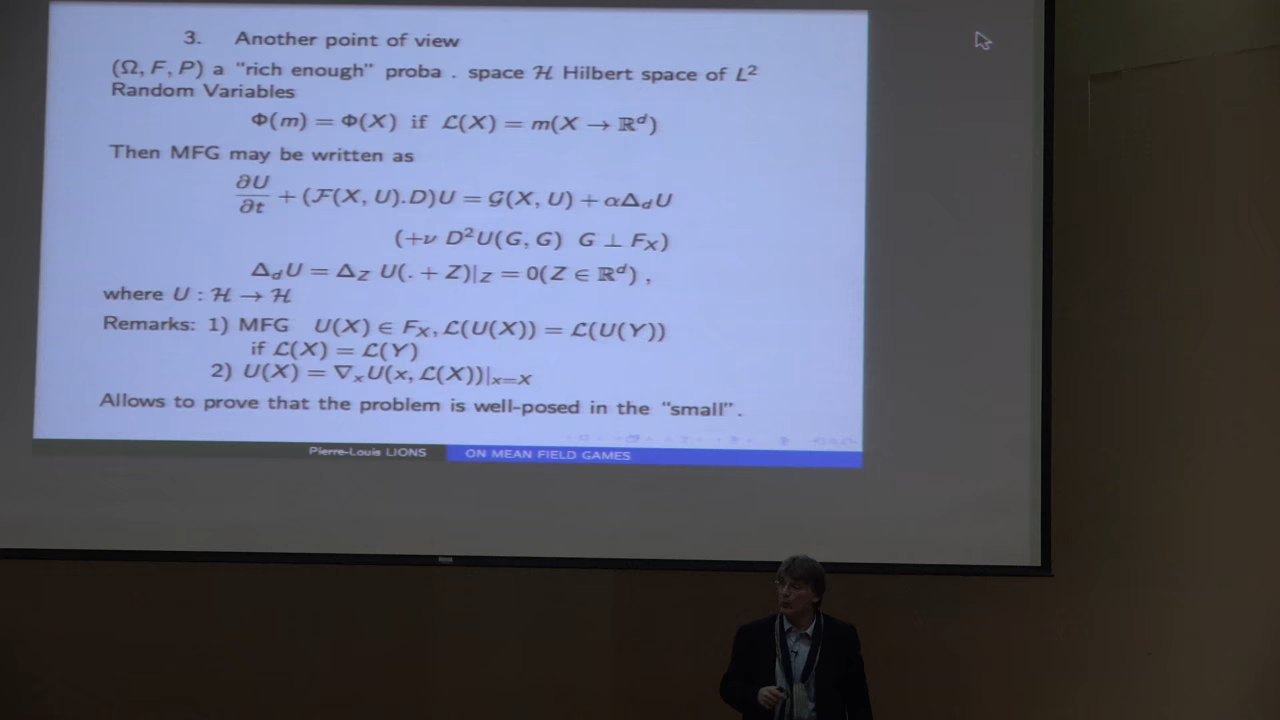 3. Another point of view
(Ω, F, P) a "rich enough" proba . space ℋ Hilbert space of L²
Random Variables
Φ(m) = Φ(X) if ℒ(X) = m(X → ℝᵈ)
Then MFG may be written as
∂U/∂t + (ℱ(X, U).D)U = 𝒢(X, U) + αΔ_d U
(+ν D²U(G, G) G ⊥ F_X)
Δ_d U = Δ_Z U(. + Z)|_Z = 0(Z ∈ ℝᵈ) ,
where U : ℋ → ℋ
Remarks: 1) MFG U(X) ∈ F_X, ℒ(U(X)) = ℒ(U(Y))
if ℒ(X) = ℒ(Y)
2) U(X) = ∇_x U(x, ℒ(X))|_{x=X}
Allows to prove that the problem is well-posed in the "small".
Pierre-Louis LIONS ON MEAN FIELD GAMES